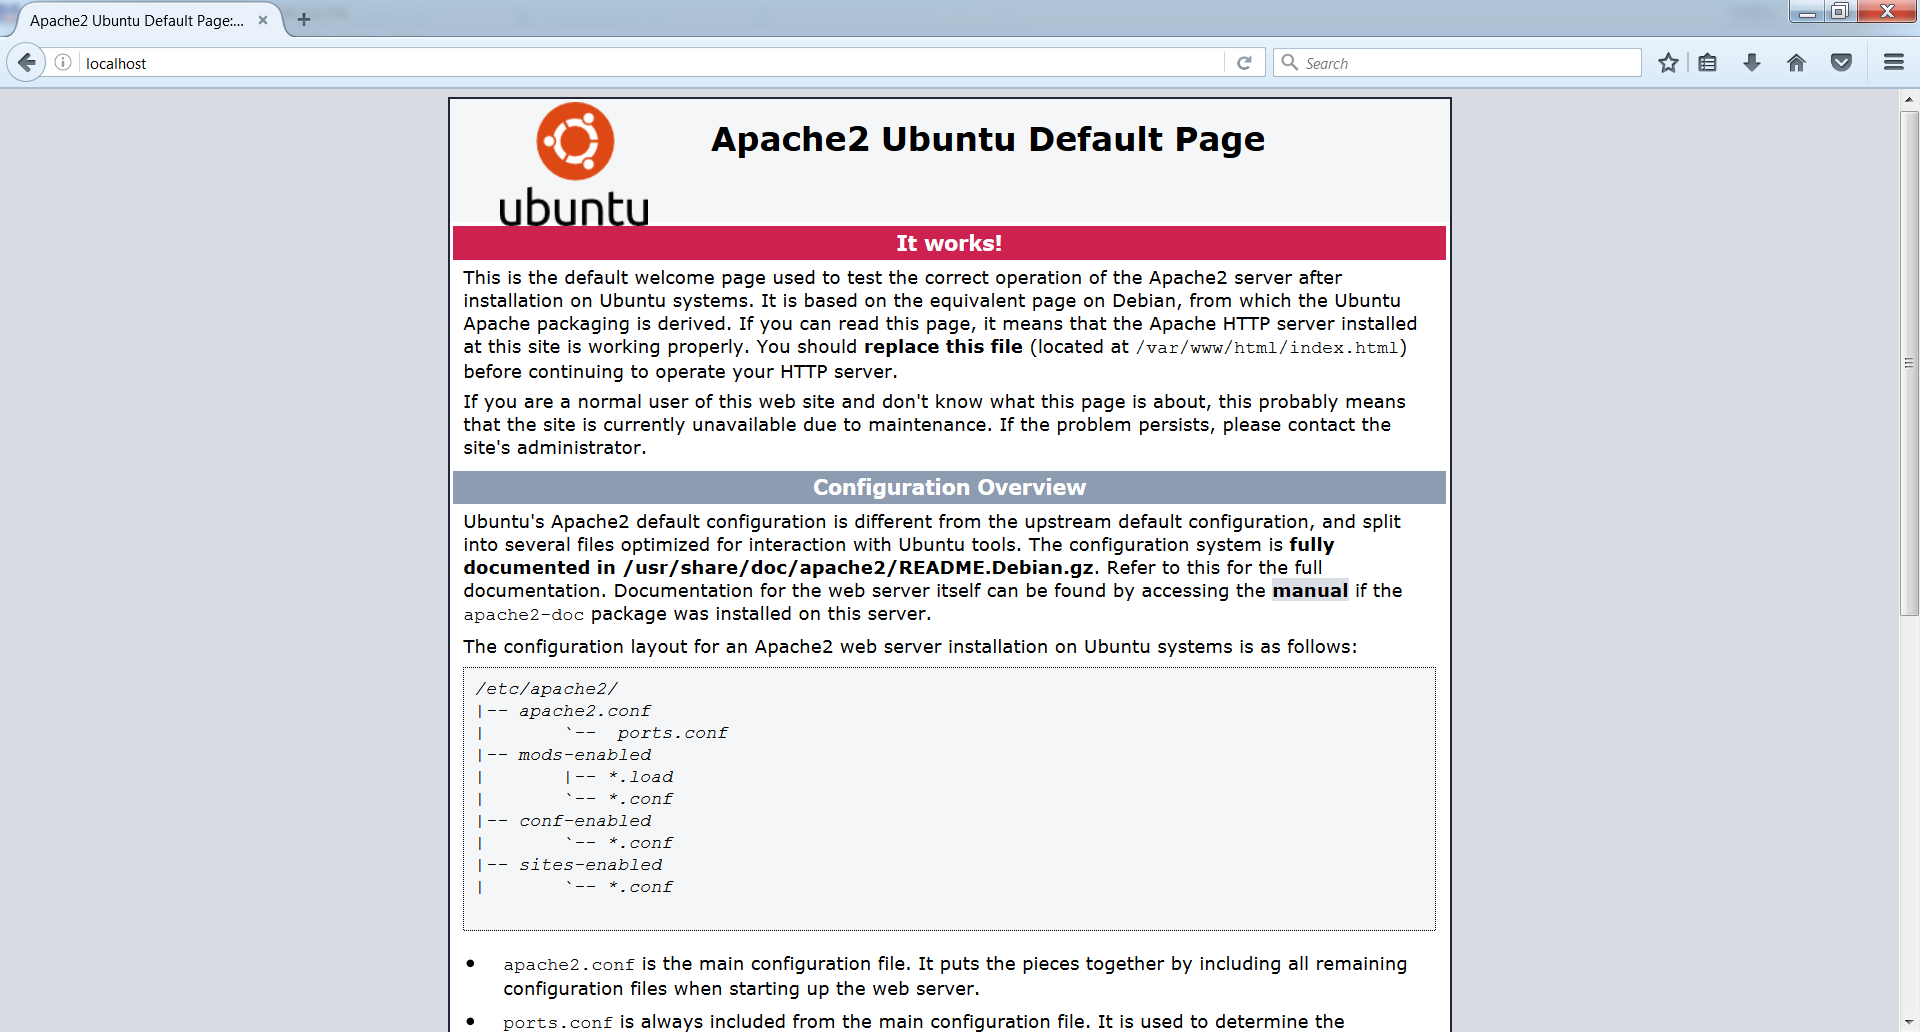 Apache2 Ubuntu Default Page:...
localhost
Search
ubuntu
Apache2 Ubuntu Default Page
It works!
This is the default welcome page used to test the correct operation of the Apache2 server after
installation on Ubuntu systems. It is based on the equivalent page on Debian, from which the Ubuntu
Apache packaging is derived. If you can read this page, it means that the Apache HTTP server installed
at this site is working properly. You should replace this file (located at /var/www/html/index.html)
before continuing to operate your HTTP server.
If you are a normal user of this web site and don't know what this page is about, this probably means
that the site is currently unavailable due to maintenance. If the problem persists, please contact the
site's administrator.
Configuration Overview
Ubuntu's Apache2 default configuration is different from the upstream default configuration, and split
into several files optimized for interaction with Ubuntu tools. The configuration system is fully
documented in /usr/share/doc/apache2/README.Debian.gz. Refer to this for the full
documentation. Documentation for the web server itself can be found by accessing the manual if the
apache2-doc package was installed on this server.
The configuration layout for an Apache2 web server installation on Ubuntu systems is as follows:
/etc/apache2/
|-- apache2.conf
|       `--  ports.conf
|-- mods-enabled
|       |-- *.load
|       `-- *.conf
|-- conf-enabled
|       `-- *.conf
|-- sites-enabled
|       `-- *.conf
• apache2.conf is the main configuration file. It puts the pieces together by including all remaining
configuration files when starting up the web server.
• ports.conf is always included from the main configuration file. It is used to determine the